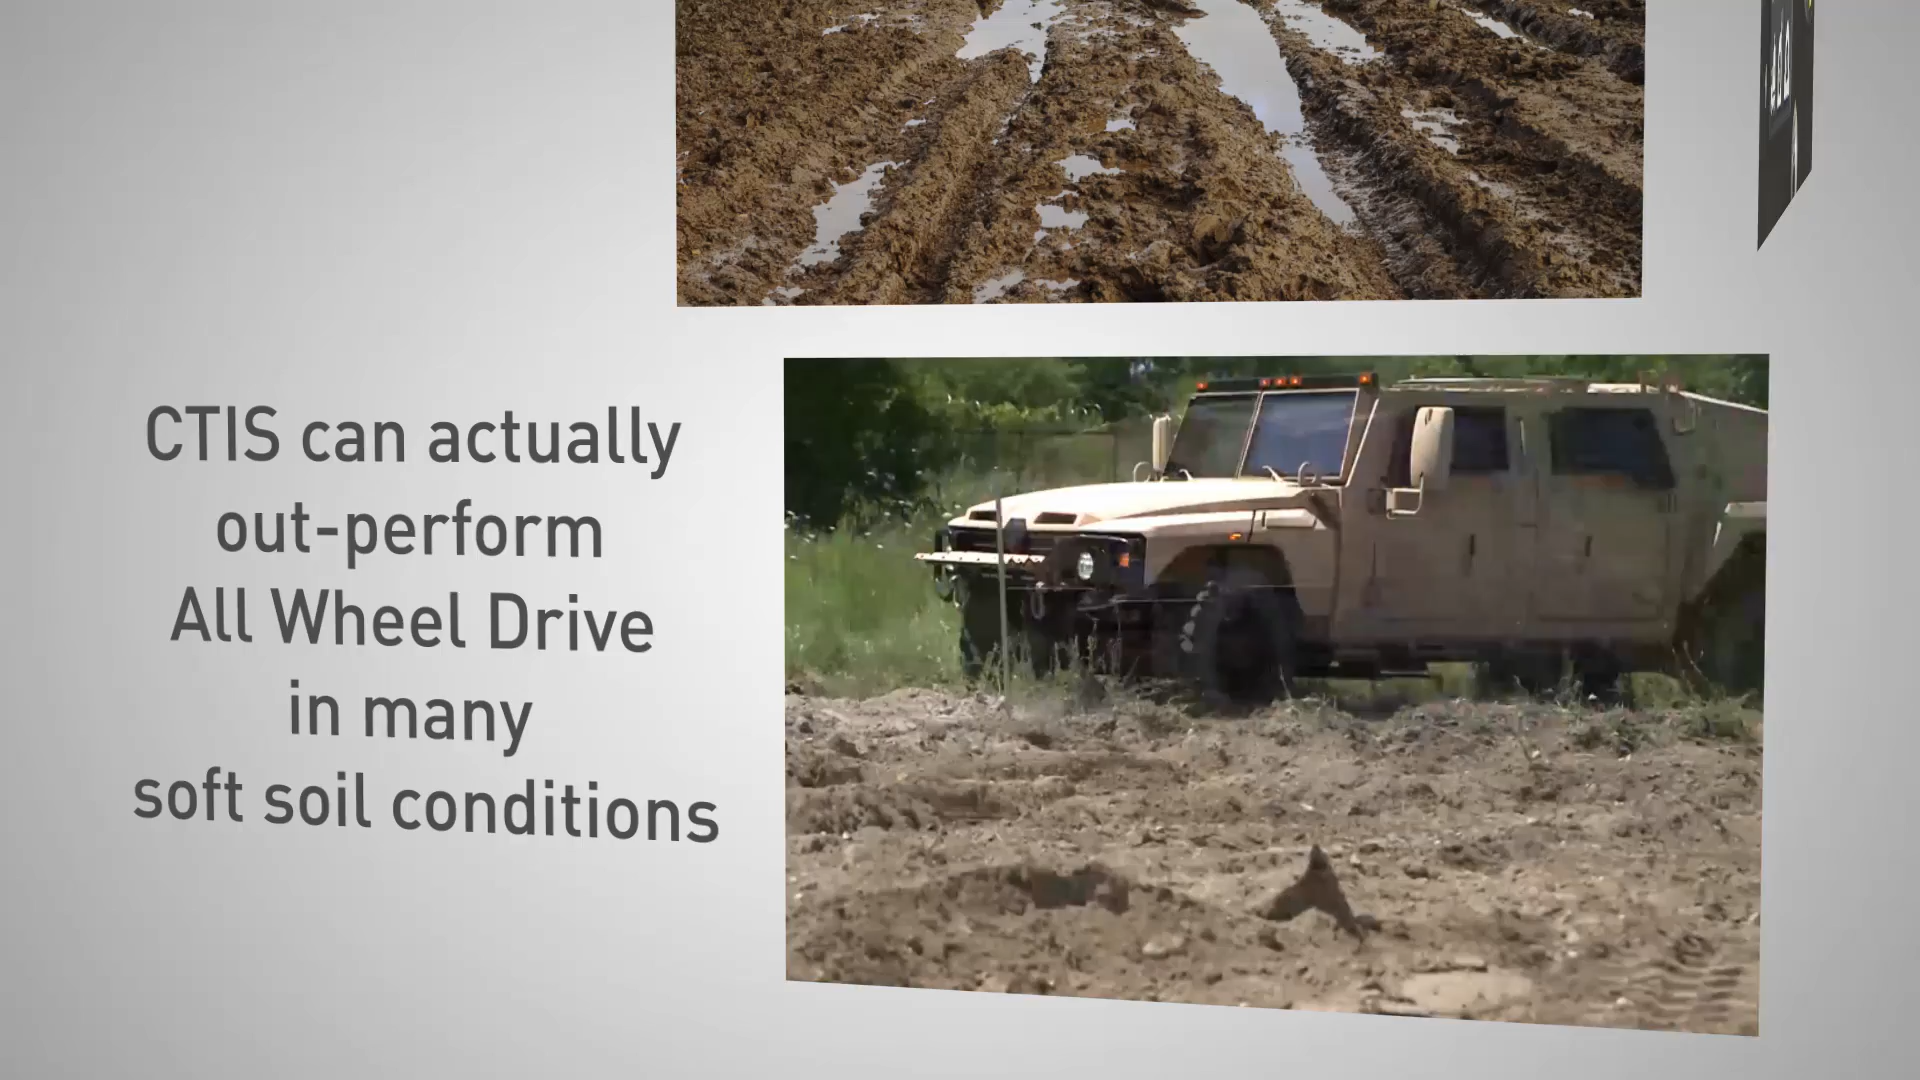 CTIS can actually
out-perform
All Wheel Drive
in many
soft soil conditions